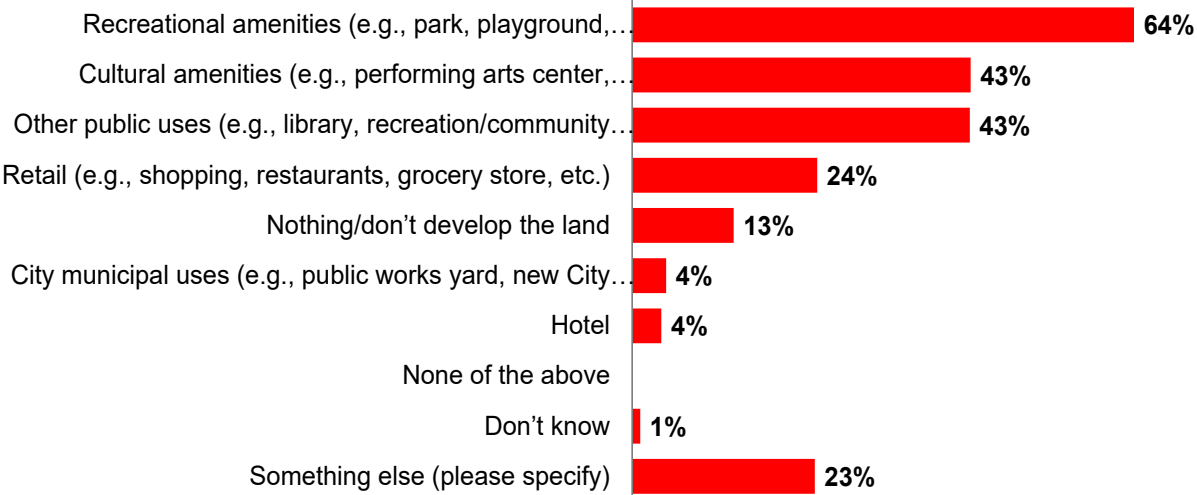 Recreational amenities (e.g., park, playground,… 64%
Cultural amenities (e.g., performing arts center,… 43%
Other public uses (e.g., library, recreation/community… 43%
Retail (e.g., shopping, restaurants, grocery store, etc.) 24%
Nothing/don’t develop the land 13%
City municipal uses (e.g., public works yard, new City… 4%
Hotel 4%
None of the above
Don’t know 1%
Something else (please specify) 23%